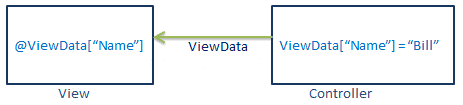 @ViewData[“Name”]
ViewData
ViewData[“Name”] = “Bill”
View
Controller